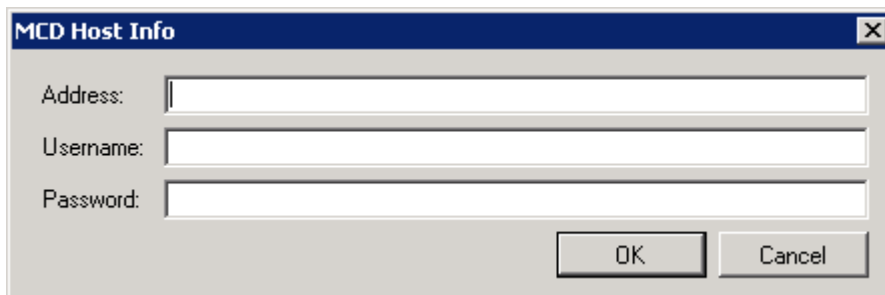 MCD Host Info
Address:
Username:
Password:
OK Cancel